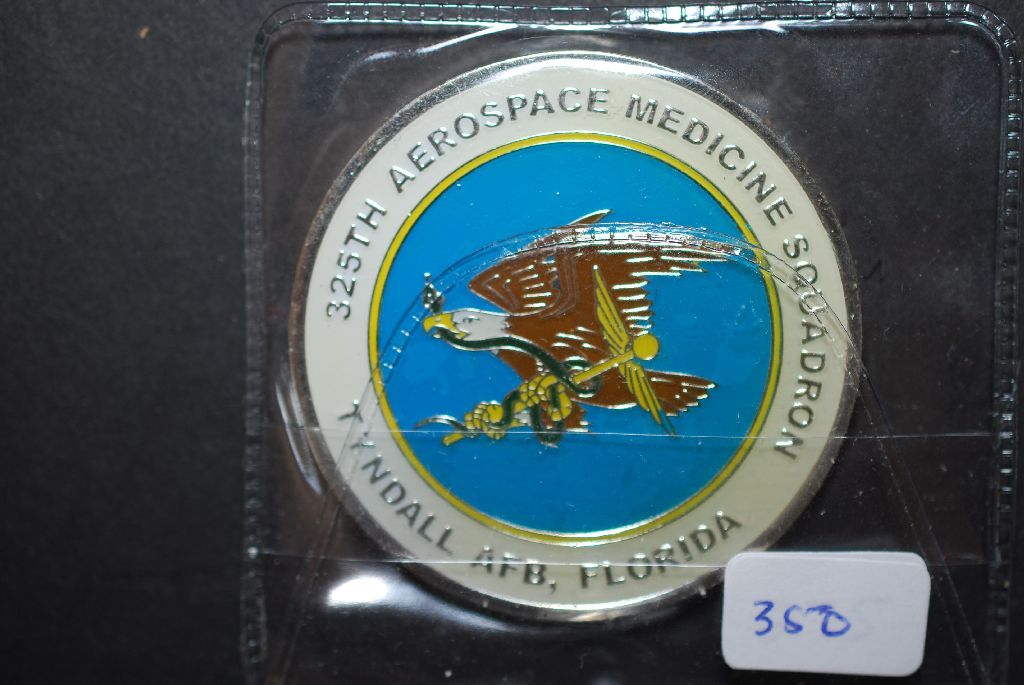 325TH AEROSPACE MEDICINE SQUADRON
TYNDALL AFB, FLORIDA
350